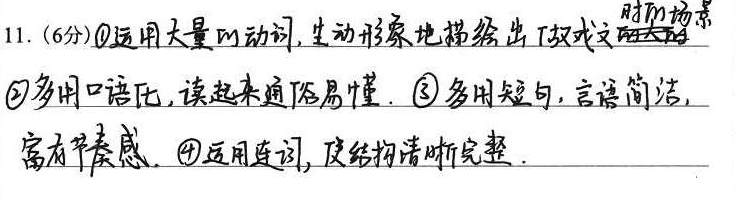 11.(6分)①运用大量的动词,生动形象地描绘出做戏文时的场景
②多用口语化,读起来通俗易懂.③多用短句,言语简洁,
富有节奏感.④运用连词,使结构清晰完整.